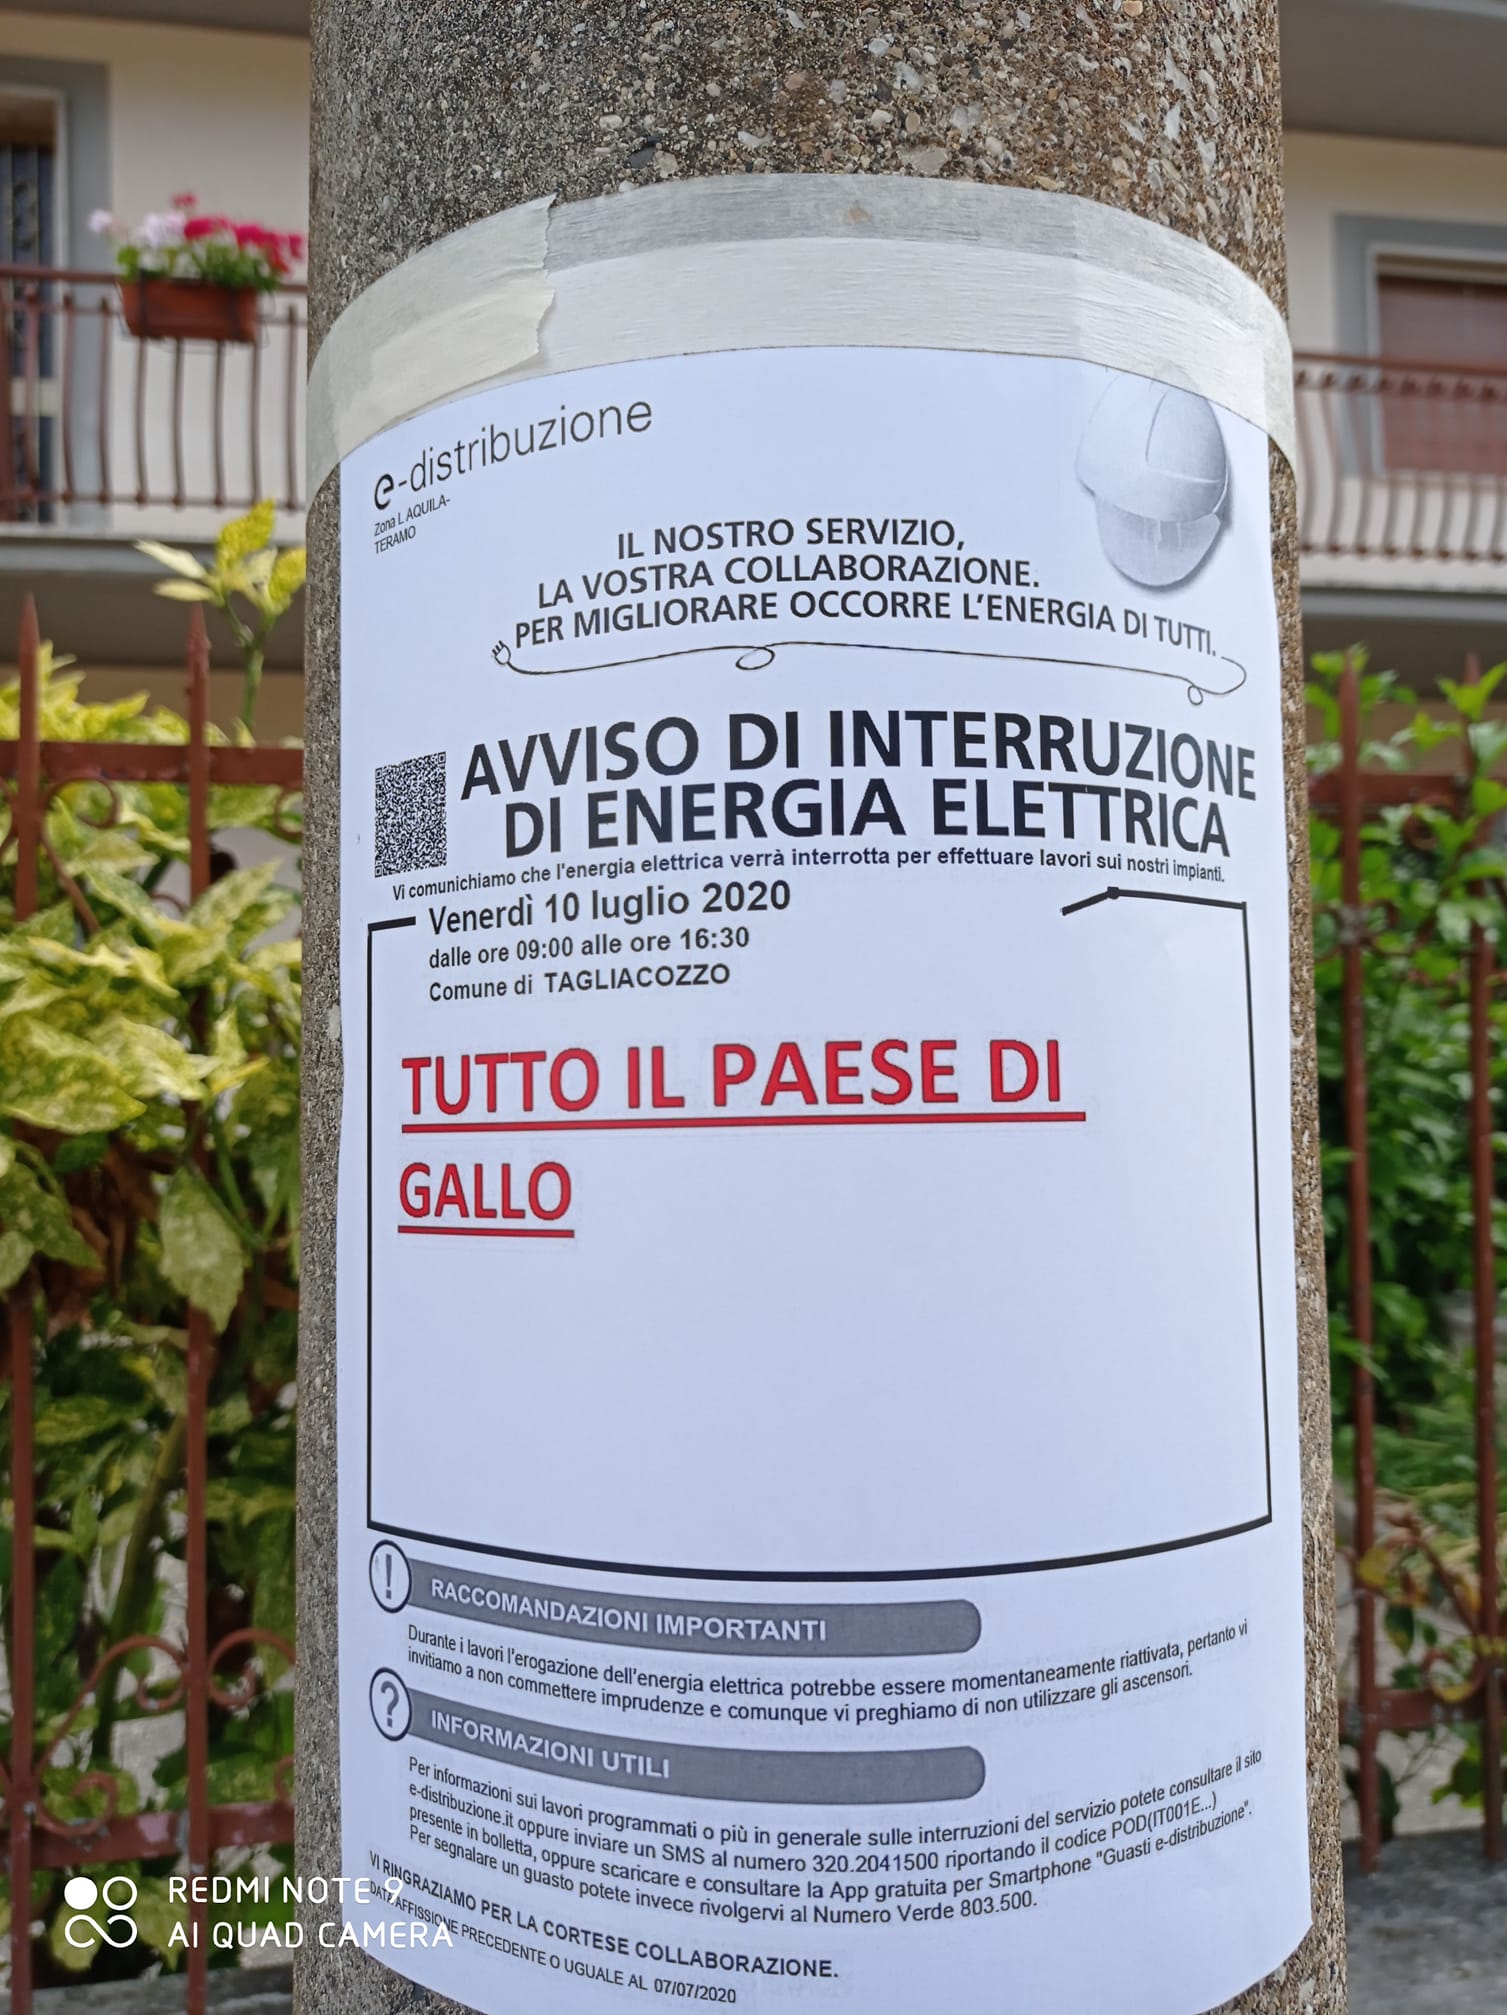 e-distribuzione
Zona L AQUILA-
TERAMO
IL NOSTRO SERVIZIO,
LA VOSTRA COLLABORAZIONE.
PER MIGLIORARE OCCORRE L'ENERGIA DI TUTTI.
AVVISO DI INTERRUZIONE
DI ENERGIA ELETTRICA
Vi comunichiamo che l'energia elettrica verrà interrotta per effettuare lavori sui nostri impianti.
Venerdì 10 luglio 2020
dalle ore 09:00 alle ore 16:30
Comune di TAGLIACOZZO
TUTTO IL PAESE DI
GALLO
! RACCOMANDAZIONI IMPORTANTI
Durante i lavori l'erogazione dell'energia elettrica potrebbe essere momentaneamente riattivata, pertanto vi
invitiamo a non commettere imprudenze e comunque vi preghiamo di non utilizzare gli ascensori.
? INFORMAZIONI UTILI
Per informazioni sui lavori programmati o più in generale sulle interruzioni del servizio potete consultare il sito
e-distribuzione.it oppure inviare un SMS al numero 320.2041500 riportando il codice POD(IT001E...)
presente in bolletta, oppure scaricare e consultare la App gratuita per Smartphone "Guasti e-distribuzione".
Per segnalare un guasto potete invece rivolgervi al Numero Verde 803.500.
VI RINGRAZIAMO PER LA CORTESE COLLABORAZIONE.
DATA AFFISSIONE PRECEDENTE O UGUALE AL 07/07/2020
REDMI NOTE 9
AI QUAD CAMERA